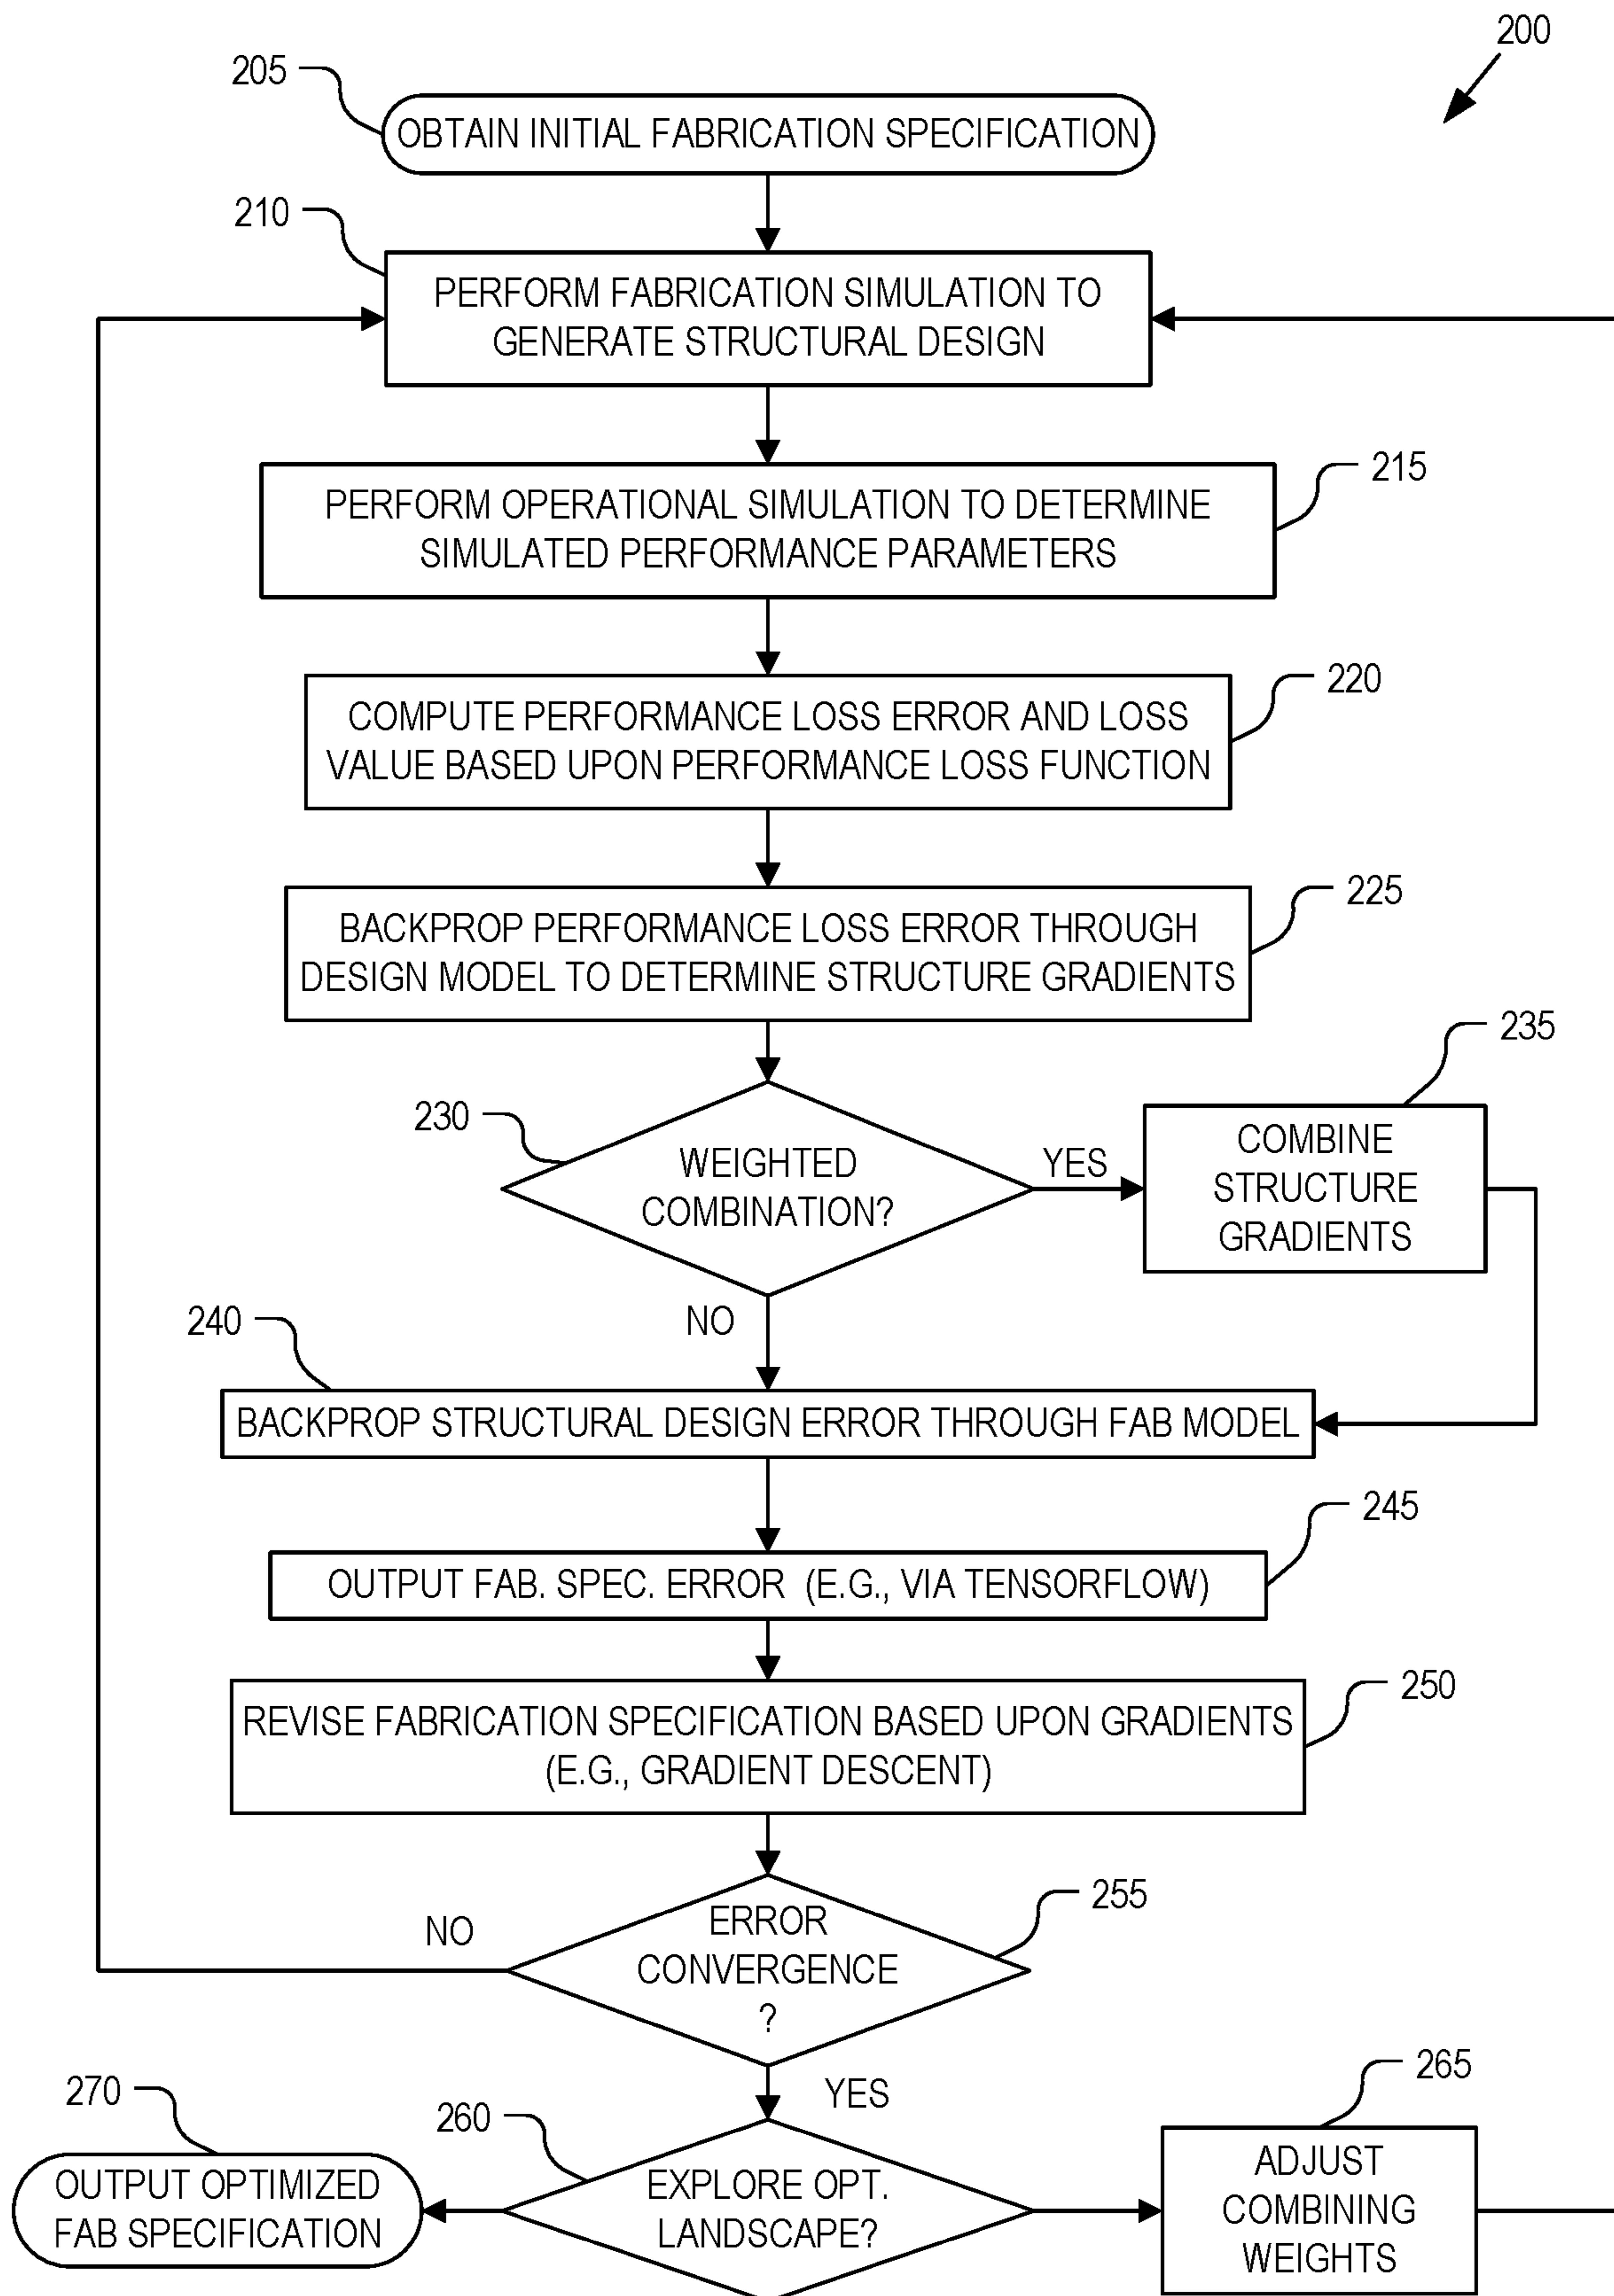 200
205
OBTAIN INITIAL FABRICATION SPECIFICATION
210
PERFORM FABRICATION SIMULATION TO
GENERATE STRUCTURAL DESIGN
215
PERFORM OPERATIONAL SIMULATION TO DETERMINE
SIMULATED PERFORMANCE PARAMETERS
220
COMPUTE PERFORMANCE LOSS ERROR AND LOSS
VALUE BASED UPON PERFORMANCE LOSS FUNCTION
225
BACKPROP PERFORMANCE LOSS ERROR THROUGH
DESIGN MODEL TO DETERMINE STRUCTURE GRADIENTS
230
WEIGHTED
COMBINATION?
YES
235
COMBINE
STRUCTURE
GRADIENTS
NO
240
BACKPROP STRUCTURAL DESIGN ERROR THROUGH FAB MODEL
245
OUTPUT FAB. SPEC. ERROR (E.G., VIA TENSORFLOW)
250
REVISE FABRICATION SPECIFICATION BASED UPON GRADIENTS
(E.G., GRADIENT DESCENT)
255
ERROR
CONVERGENCE
?
NO
YES
260
EXPLORE OPT.
LANDSCAPE?
265
ADJUST
COMBINING
WEIGHTS
270
OUTPUT OPTIMIZED
FAB SPECIFICATION